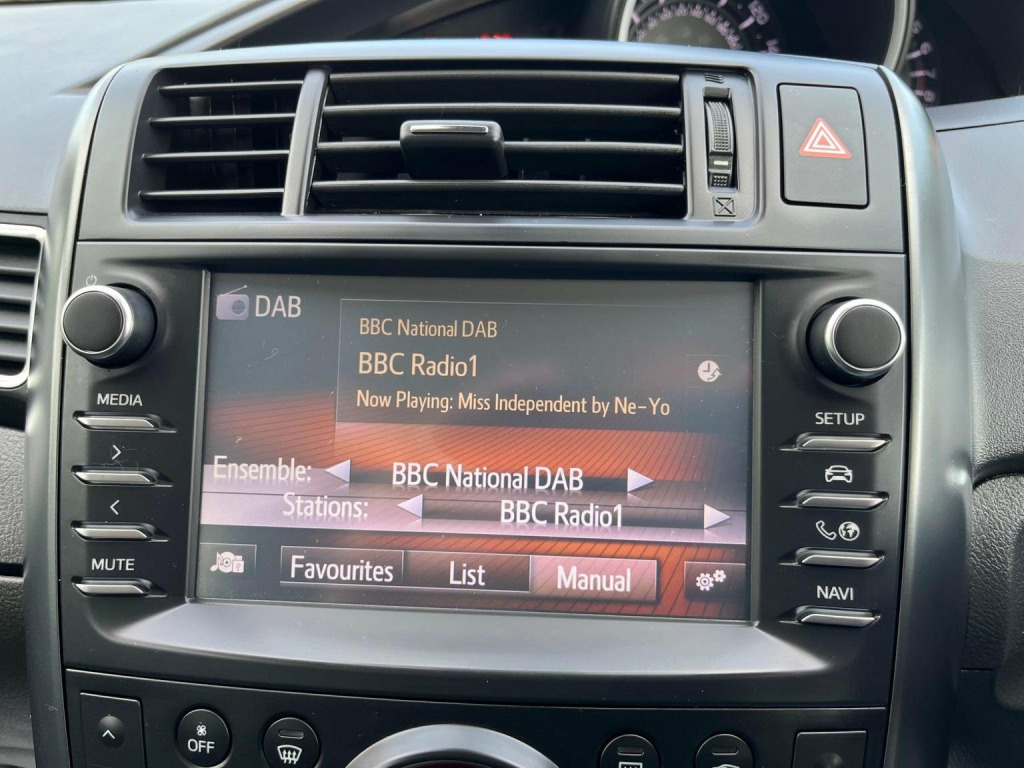 120
DAB
BBC National DAB
BBC Radio1
Now Playing: Miss Independent by Ne-Yo
MEDIA
SETUP
Ensemble: BBC National DAB
Stations: BBC Radio1
MUTE
Favourites List Manual
NAVI
OFF